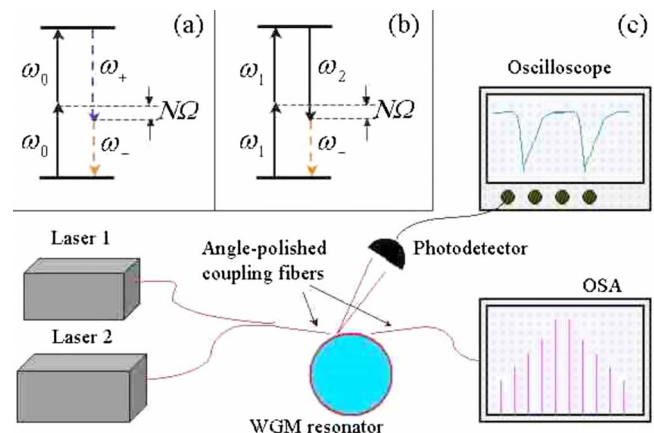 (a)
ω₀
ω₊
NΩ
ω₀
ω₋
(b)
ω₁
ω₂
NΩ
ω₁
ω₋
(c)
Oscilloscope
Laser 1
Angle-polished
coupling fibers
Photodetector
OSA
Laser 2
WGM resonator